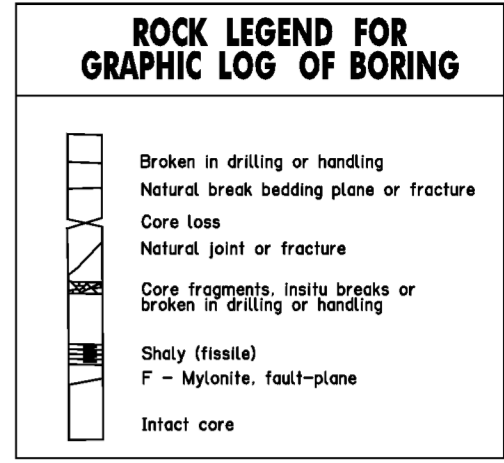 ROCK LEGEND FOR
GRAPHIC LOG OF BORING
Broken in drilling or handling
Natural break bedding plane or fracture
Core loss
Natural joint or fracture
Core fragments, insitu breaks or
broken in drilling or handling
Shaly (fissile)
F - Mylonite, fault-plane
Intact core